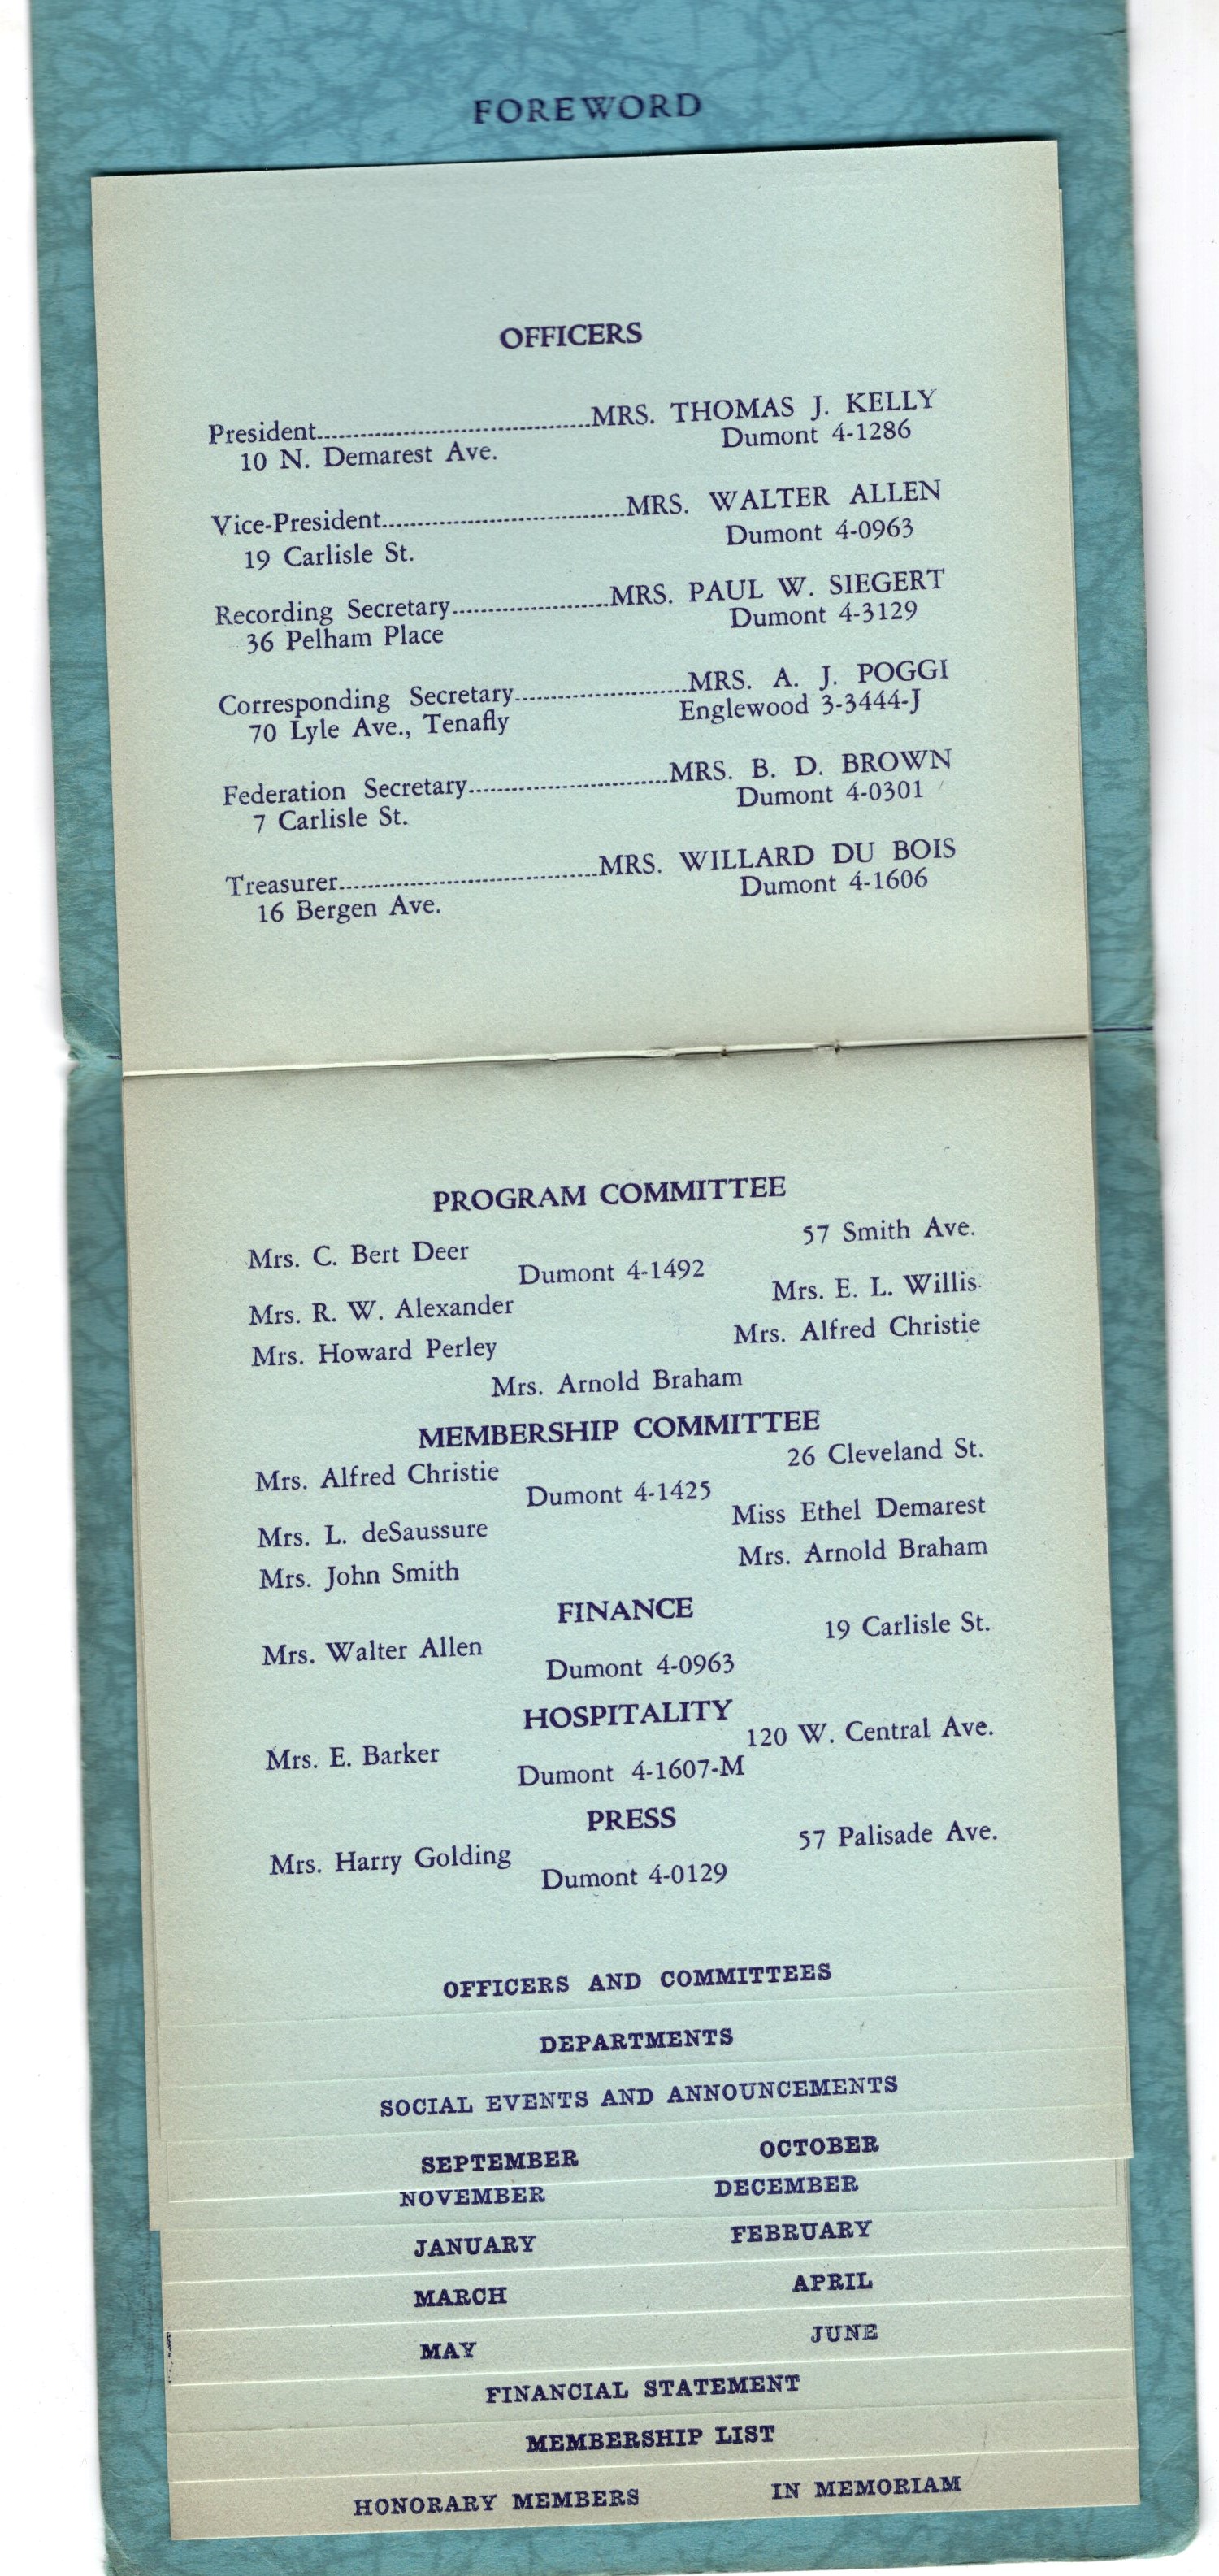 FOREWORD
OFFICERS
President..........MRS. THOMAS J. KELLY
10 N. Demarest Ave. Dumont 4-1286
Vice-President..........MRS. WALTER ALLEN
19 Carlisle St. Dumont 4-0963
Recording Secretary..........MRS. PAUL W. SIEGERT
36 Pelham Place Dumont 4-3129
Corresponding Secretary..........MRS. A. J. POGGI
70 Lyle Ave., Tenafly Englewood 3-3444-J
Federation Secretary..........MRS. B. D. BROWN
7 Carlisle St. Dumont 4-0301
Treasurer..........MRS. WILLARD DU BOIS
16 Bergen Ave. Dumont 4-1606
PROGRAM COMMITTEE
Mrs. C. Bert Deer 57 Smith Ave.
Dumont 4-1492
Mrs. R. W. Alexander Mrs. E. L. Willis
Mrs. Howard Perley Mrs. Alfred Christie
Mrs. Arnold Braham
MEMBERSHIP COMMITTEE
Mrs. Alfred Christie 26 Cleveland St.
Dumont 4-1425
Mrs. L. deSaussure Miss Ethel Demarest
Mrs. John Smith Mrs. Arnold Braham
FINANCE
Mrs. Walter Allen 19 Carlisle St.
Dumont 4-0963
HOSPITALITY
Mrs. E. Barker 120 W. Central Ave.
Dumont 4-1607-M
PRESS
Mrs. Harry Golding 57 Palisade Ave.
Dumont 4-0129
OFFICERS AND COMMITTEES
DEPARTMENTS
SOCIAL EVENTS AND ANNOUNCEMENTS
SEPTEMBER OCTOBER
NOVEMBER DECEMBER
JANUARY FEBRUARY
MARCH APRIL
MAY JUNE
FINANCIAL STATEMENT
MEMBERSHIP LIST
HONORARY MEMBERS IN MEMORIAM